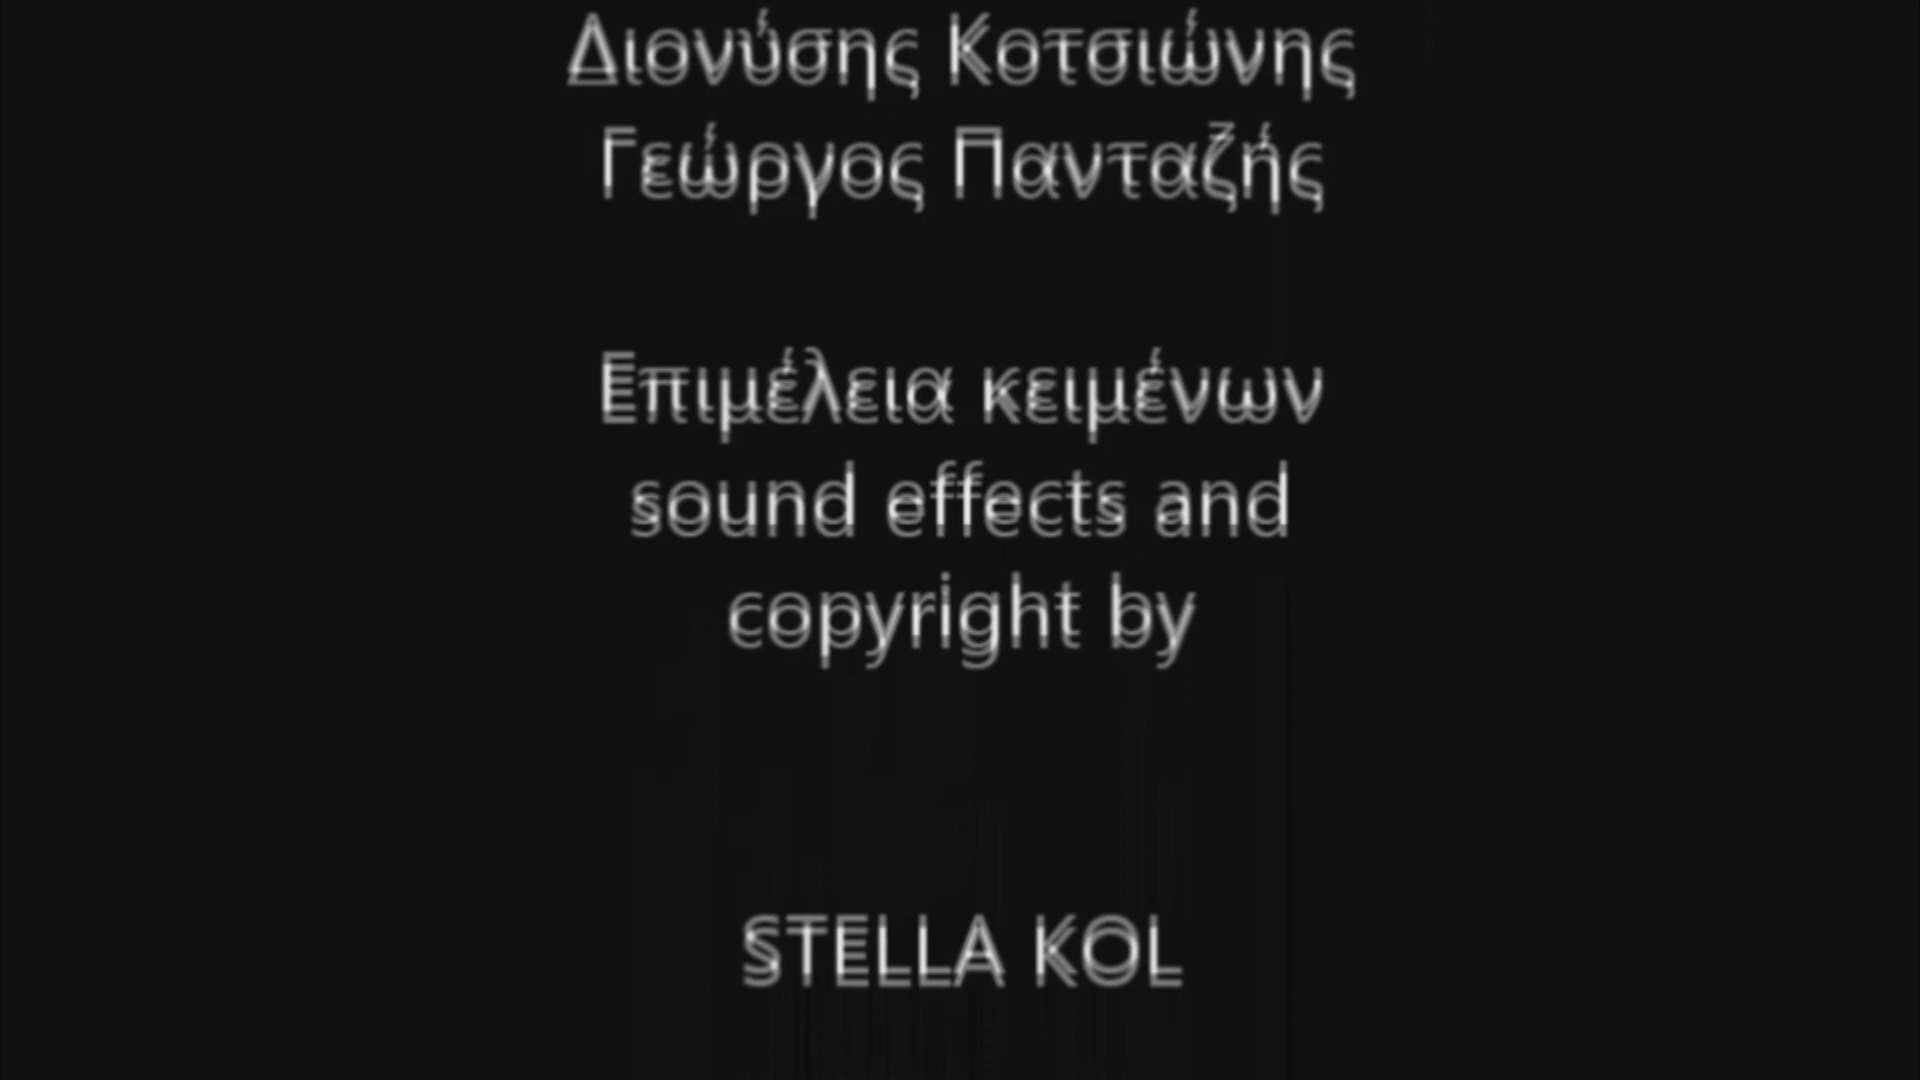 Διονύσης Κοτσιώνης
Γεώργος Πανταζής
Επιμέλεια κειμένων
sound effects and
copyright by
STELLA KOL